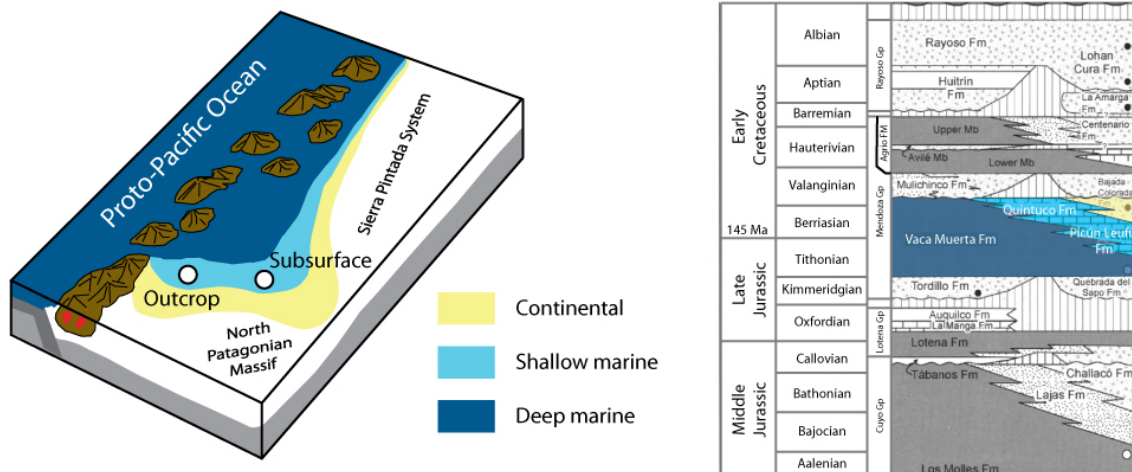 Proto-Pacific Ocean
Sierra Pintada System
Subsurface
Outcrop
North
Patagonian
Massif
Continental
Shallow marine
Deep marine
Early
Cretaceous
145 Ma
Late
Jurassic
Middle
Jurassic
Albian
Aptian
Barremian
Hauterivian
Valanginian
Berriasian
Tithonian
Kimmeridgian
Oxfordian
Callovian
Bathonian
Bajocian
Aalenian
Rayoso Gp
Agrio FM
Mendoza Gp
Lotena Gp
Cuyo Gp
Rayoso Fm
Lohan
Cura Fm
Huitrín
Fm
La Amarga
Fm
Upper Mb
Centenario
Fm
Avilé Mb
Lower Mb
Mulichinco Fm
Bajada
Colorada
Fm
Quintuco Fm
Vaca Muerta Fm
Picún Leufú
Fm
Tordillo Fm
Quebrada del
Sapo Fm
Auquilco Fm
La Manga Fm
Lotena Fm
Tábanos Fm
Challacó Fm
Lajas Fm
Los Molles Fm